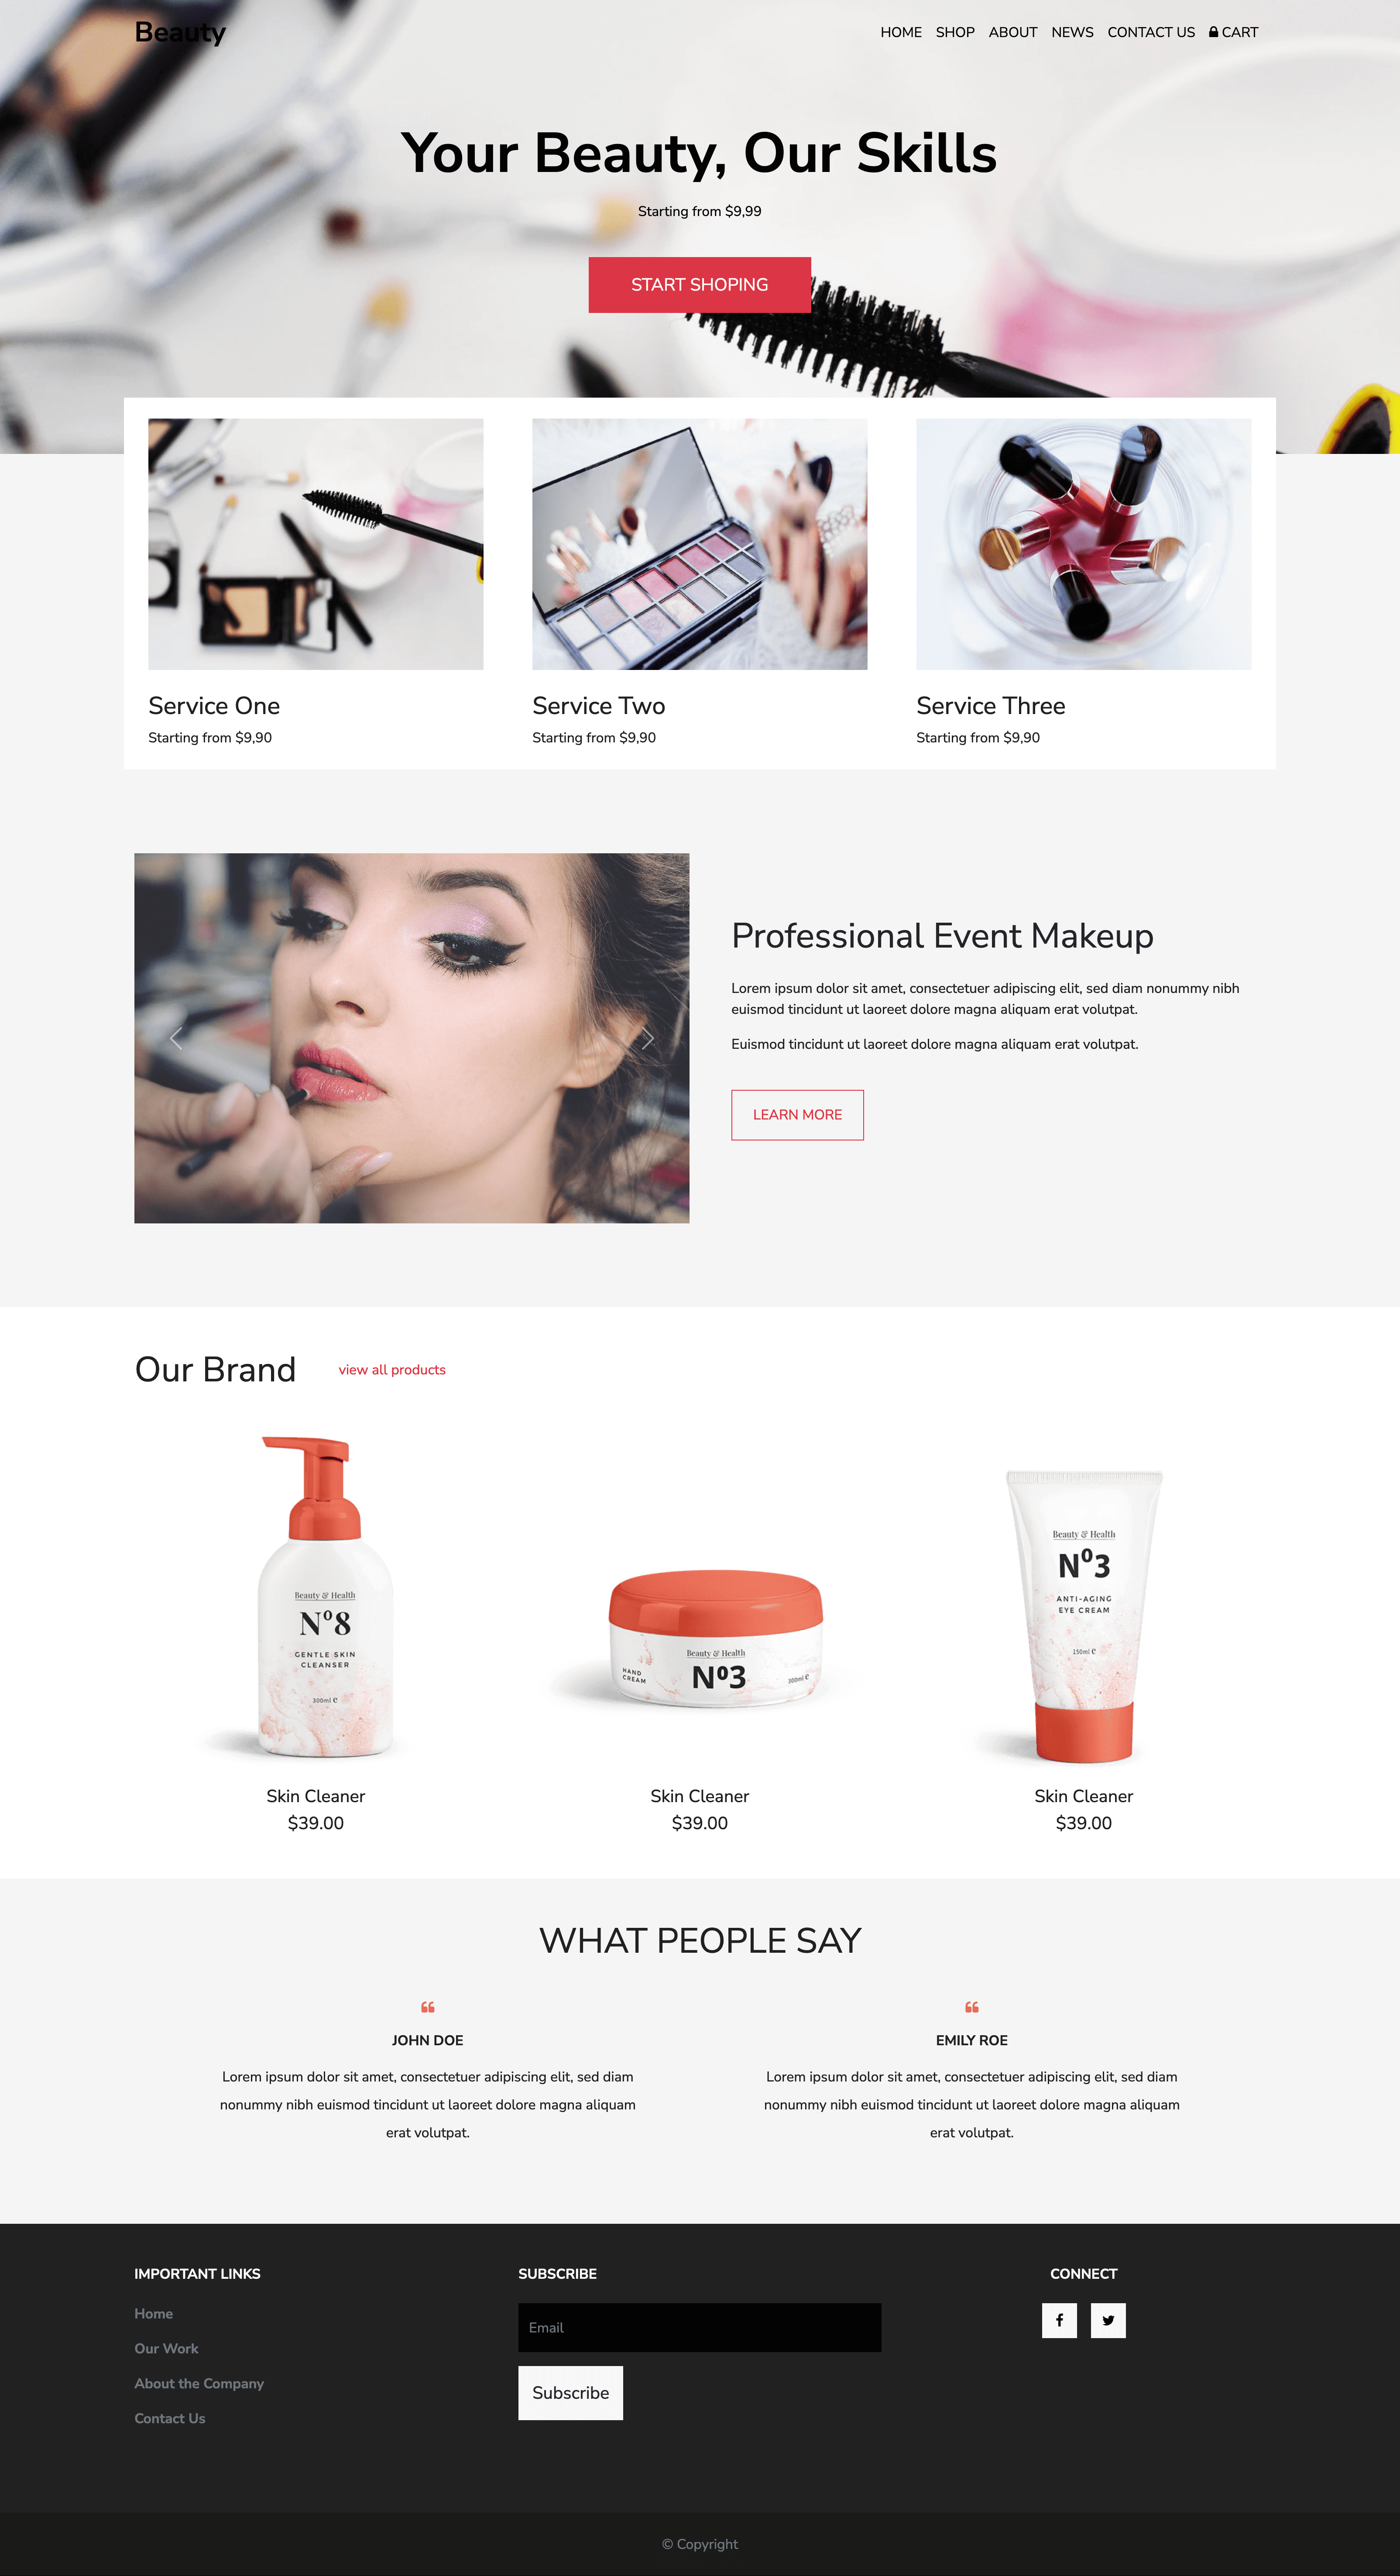 Beauty
HOME SHOP ABOUT NEWS CONTACT US CART
Your Beauty, Our Skills
Starting from $9,99
START SHOPING
Service One
Service Two
Service Three
Starting from $9,90
Starting from $9,90
Starting from $9,90
Professional Event Makeup
Lorem ipsum dolor sit amet, consectetuer adipiscing elit, sed diam nonummy nibh
euismod tincidunt ut laoreet dolore magna aliquam erat volutpat.
Euismod tincidunt ut laoreet dolore magna aliquam erat volutpat.
LEARN MORE
Our Brand
view all products
Beauty & Health
Nº8
GENTLE SKIN
CLEANSER
300ml e
Beauty & Health
Nº3
HAND
CREAM
300ml e
Beauty & Health
Nº3
ANTI-AGING
EYE CREAM
150ml e
Skin Cleaner
$39.00
Skin Cleaner
$39.00
Skin Cleaner
$39.00
WHAT PEOPLE SAY
JOHN DOE
Lorem ipsum dolor sit amet, consectetuer adipiscing elit, sed diam
nonummy nibh euismod tincidunt ut laoreet dolore magna aliquam
erat volutpat.
EMILY ROE
Lorem ipsum dolor sit amet, consectetuer adipiscing elit, sed diam
nonummy nibh euismod tincidunt ut laoreet dolore magna aliquam
erat volutpat.
IMPORTANT LINKS
Home
Our Work
About the Company
Contact Us
SUBSCRIBE
Email
Subscribe
CONNECT
© Copyright